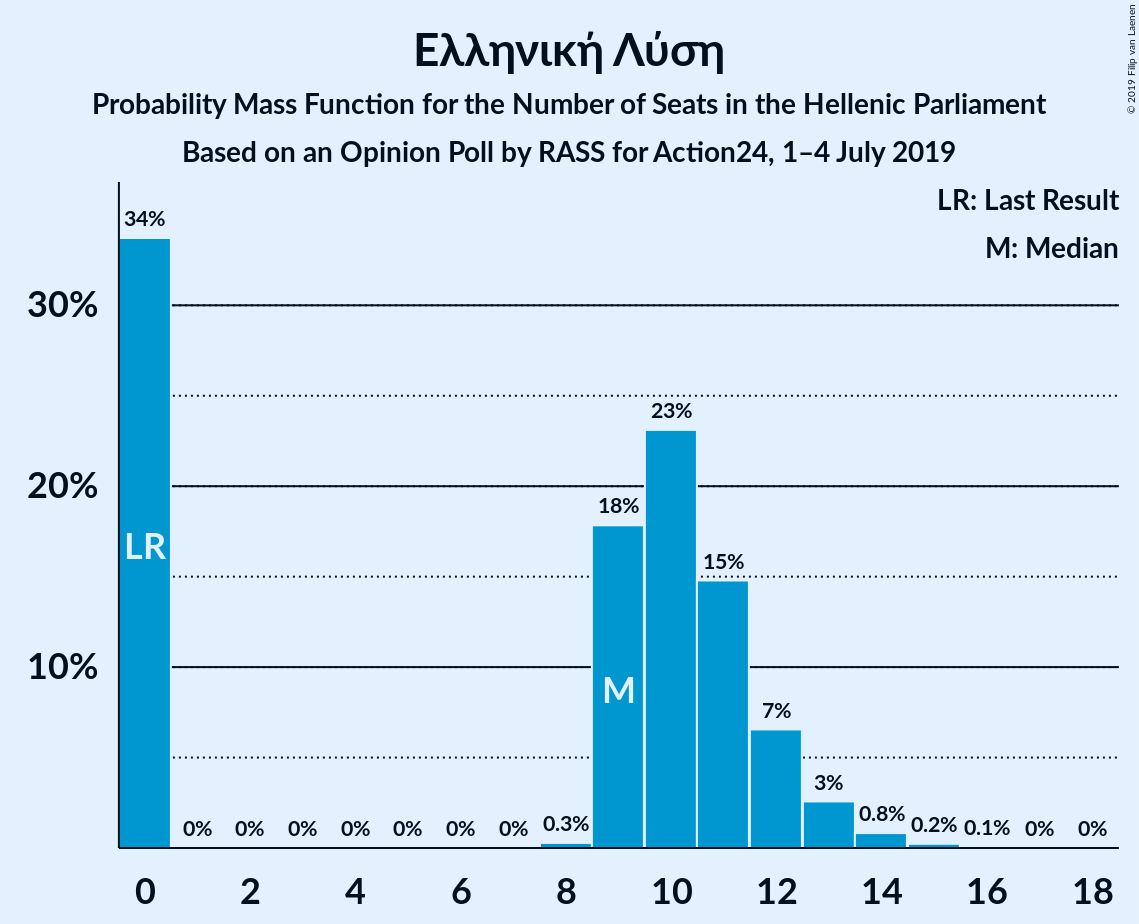 Ελληνική Λύση
Probability Mass Function for the Number of Seats in the Hellenic Parliament
Based on an Opinion Poll by RASS for Action24, 1–4 July 2019
© 2019 Filip van Laenen
LR: Last Result
M: Median
34%
30%
23%
20%
18%
15%
LR
10%
M
7%
3%
0% 0% 0% 0% 0% 0% 0% 0.3% 0.8% 0.2% 0.1% 0% 0%
0 2 4 6 8 10 12 14 16 18